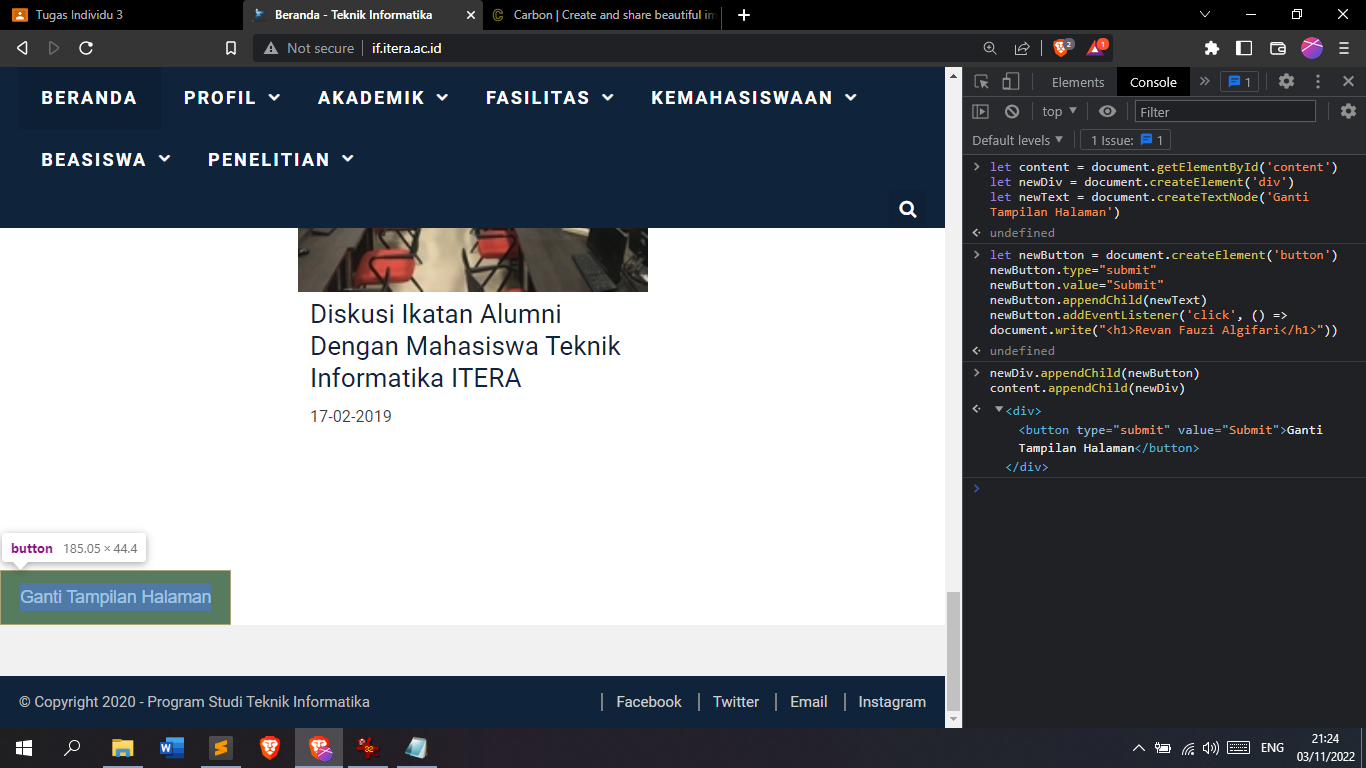 Tugas Individu 3
Beranda - Teknik Informatika
Carbon | Create and share beautiful im
Not secure
if.itera.ac.id
2
1
BERANDA
PROFIL
AKADEMIK
FASILITAS
KEMAHASISWAAN
BEASISWA
PENELITIAN
Diskusi Ikatan Alumni
Dengan Mahasiswa Teknik
Informatika ITERA
17-02-2019
button 185.05 × 44.4
Ganti Tampilan Halaman
© Copyright 2020 - Program Studi Teknik Informatika
Facebook
Twitter
Email
Instagram
Elements
Console
1
top
Filter
Default levels
1 Issue: 1
let content = document.getElementById('content')
let newDiv = document.createElement('div')
let newText = document.createTextNode('Ganti
Tampilan Halaman')
undefined
let newButton = document.createElement('button')
newButton.type="submit"
newButton.value="Submit"
newButton.appendChild(newText)
newButton.addEventListener('click', () =>
document.write("<h1>Revan Fauzi Algifari</h1>"))
undefined
newDiv.appendChild(newButton)
content.appendChild(newDiv)
<div>
<button type="submit" value="Submit">Ganti
Tampilan Halaman</button>
</div>
32
ENG
21:24
03/11/2022